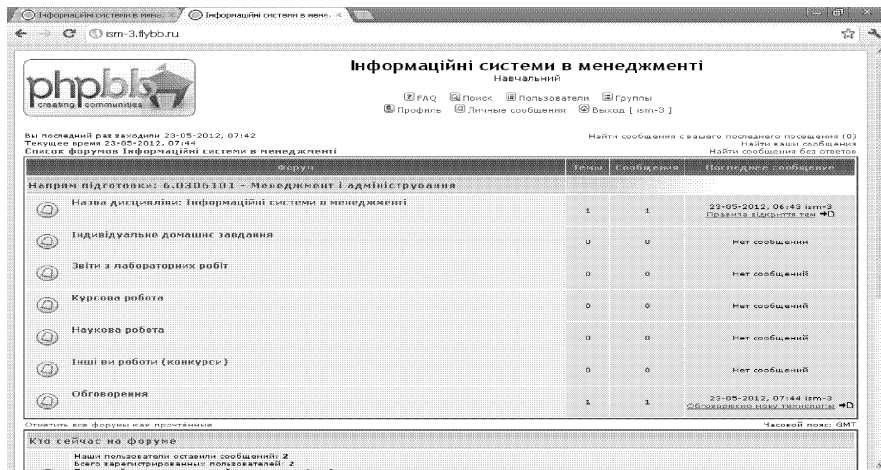 Інформаційні системи в мене.
Інформаційні системи в мене.
ism-3.flybb.ru
phpbb
creating communities
Інформаційні системи в менеджменті
Навчальний
FAQ Поиск Пользователи Группы
Профиль Личные сообщения Выход [ ism-3 ]
Вы последний раз заходили 23-05-2012, 07:42
Текущее время 23-05-2012, 07:44
Список форумов Інформаційні системи в менеджменті
Найти сообщения с вашего последнего посещения (0)
Найти ваши сообщения
Найти сообщения без ответов
Форум Темы Сообщения Последнее сообщение
Напрям підготовки: 6.0306101 - Менеджмент і адміністрування
Назва дисципліни: Інформаційні системи в менеджменті 1 1 23-05-2012, 06:43 ism-3
Правила відкриття тем
Індивідуальне домашнє завдання 0 0 Нет сообщений
Звіти з лабораторних робіт 0 0 Нет сообщений
Курсова робота 0 0 Нет сообщений
Наукова робота 0 0 Нет сообщений
Інші ви роботи (конкурси) 0 0 Нет сообщений
Обговорення 1 1 23-05-2012, 07:44 ism-3
Обговорюємо нову технологію
Отметить все форумы как прочтённые
Часовой пояс: GMT
Кто сейчас на форуме
Наши пользователи оставили сообщений: 2
Всего зарегистрированных пользователей: 2